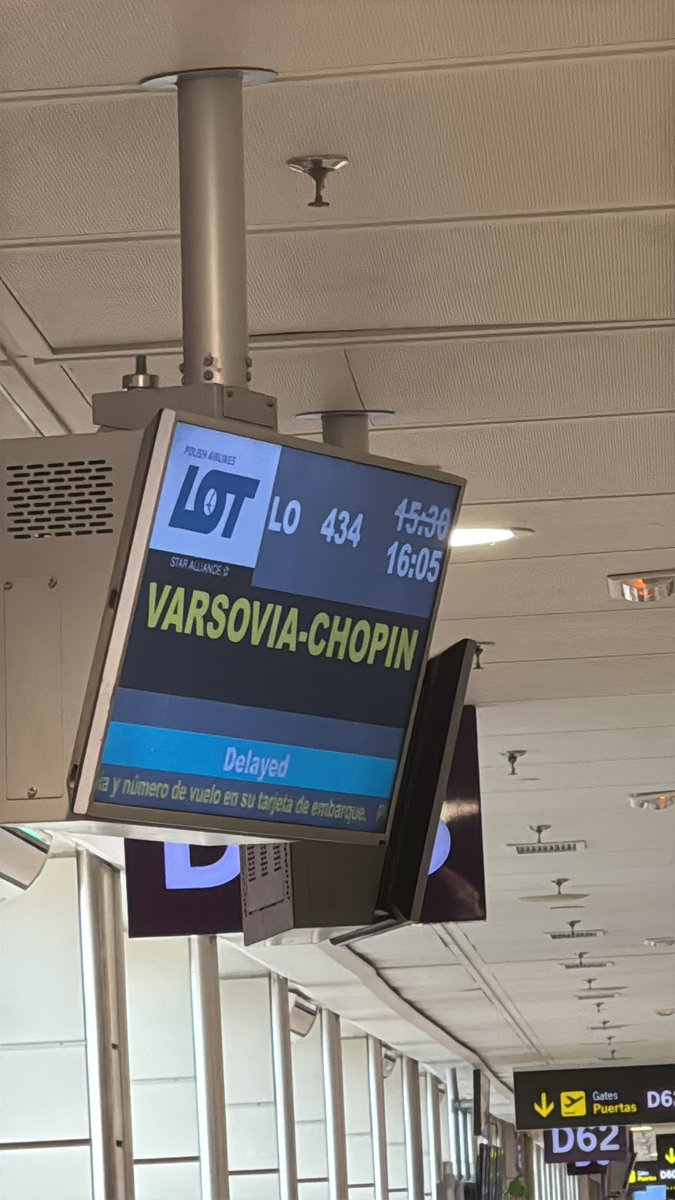 POLISH AIRLINES
LOT
STAR ALLIANCE
LO 434 15:30
16:05
VARSOVIA-CHOPIN
Delayed
y número de vuelo en su tarjeta de embarque.
D
Gates
Puertas
D62